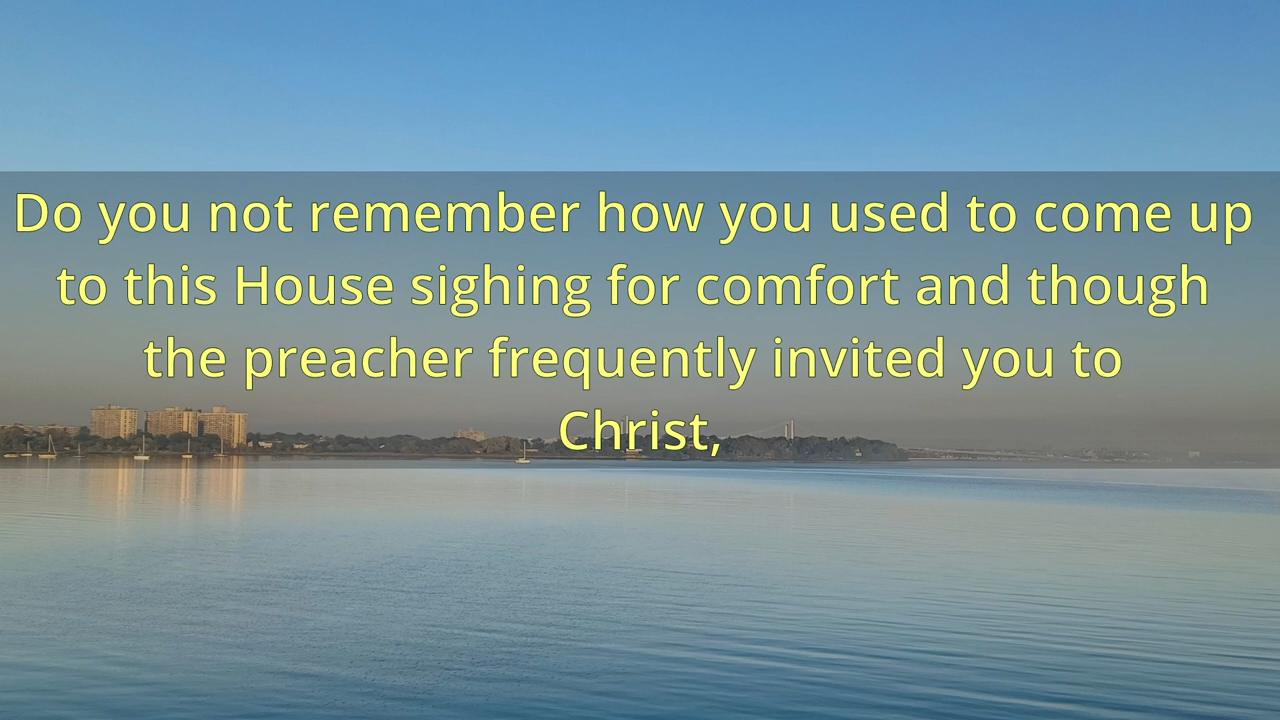 Do you not remember how you used to come up
to this House sighing for comfort and though
the preacher frequently invited you to
Christ,